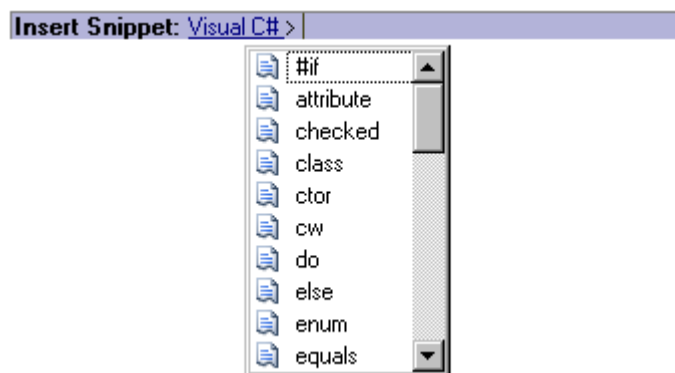 Insert Snippet: Visual C# >
#if
attribute
checked
class
ctor
cw
do
else
enum
equals